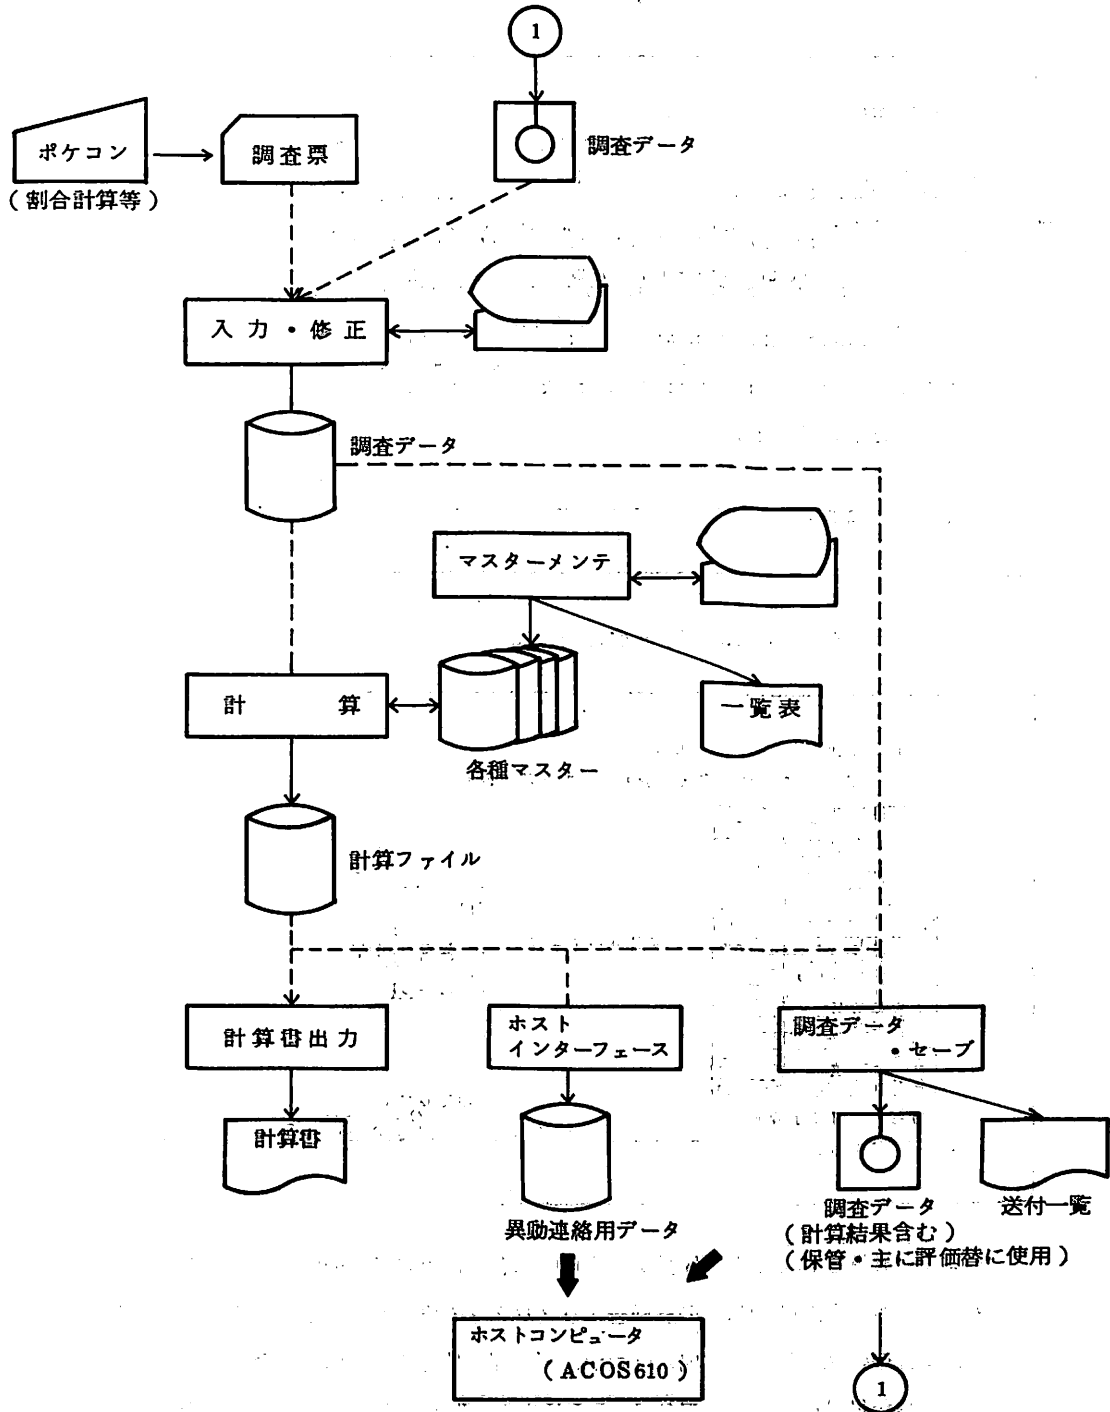 1
ポケコン
(割合計算等)
調査票
調査データ
入力・修正
調査データ
マスターメンテ
計算
各種マスター
一覧表
計算ファイル
計算書出力
ホスト
インターフェース
調査データ
・セーブ
計算書
異動連絡用データ
調査データ
(計算結果含む)
(保管・主に評価替に使用)
送付一覧
ホストコンピュータ
(ACOS610)
1